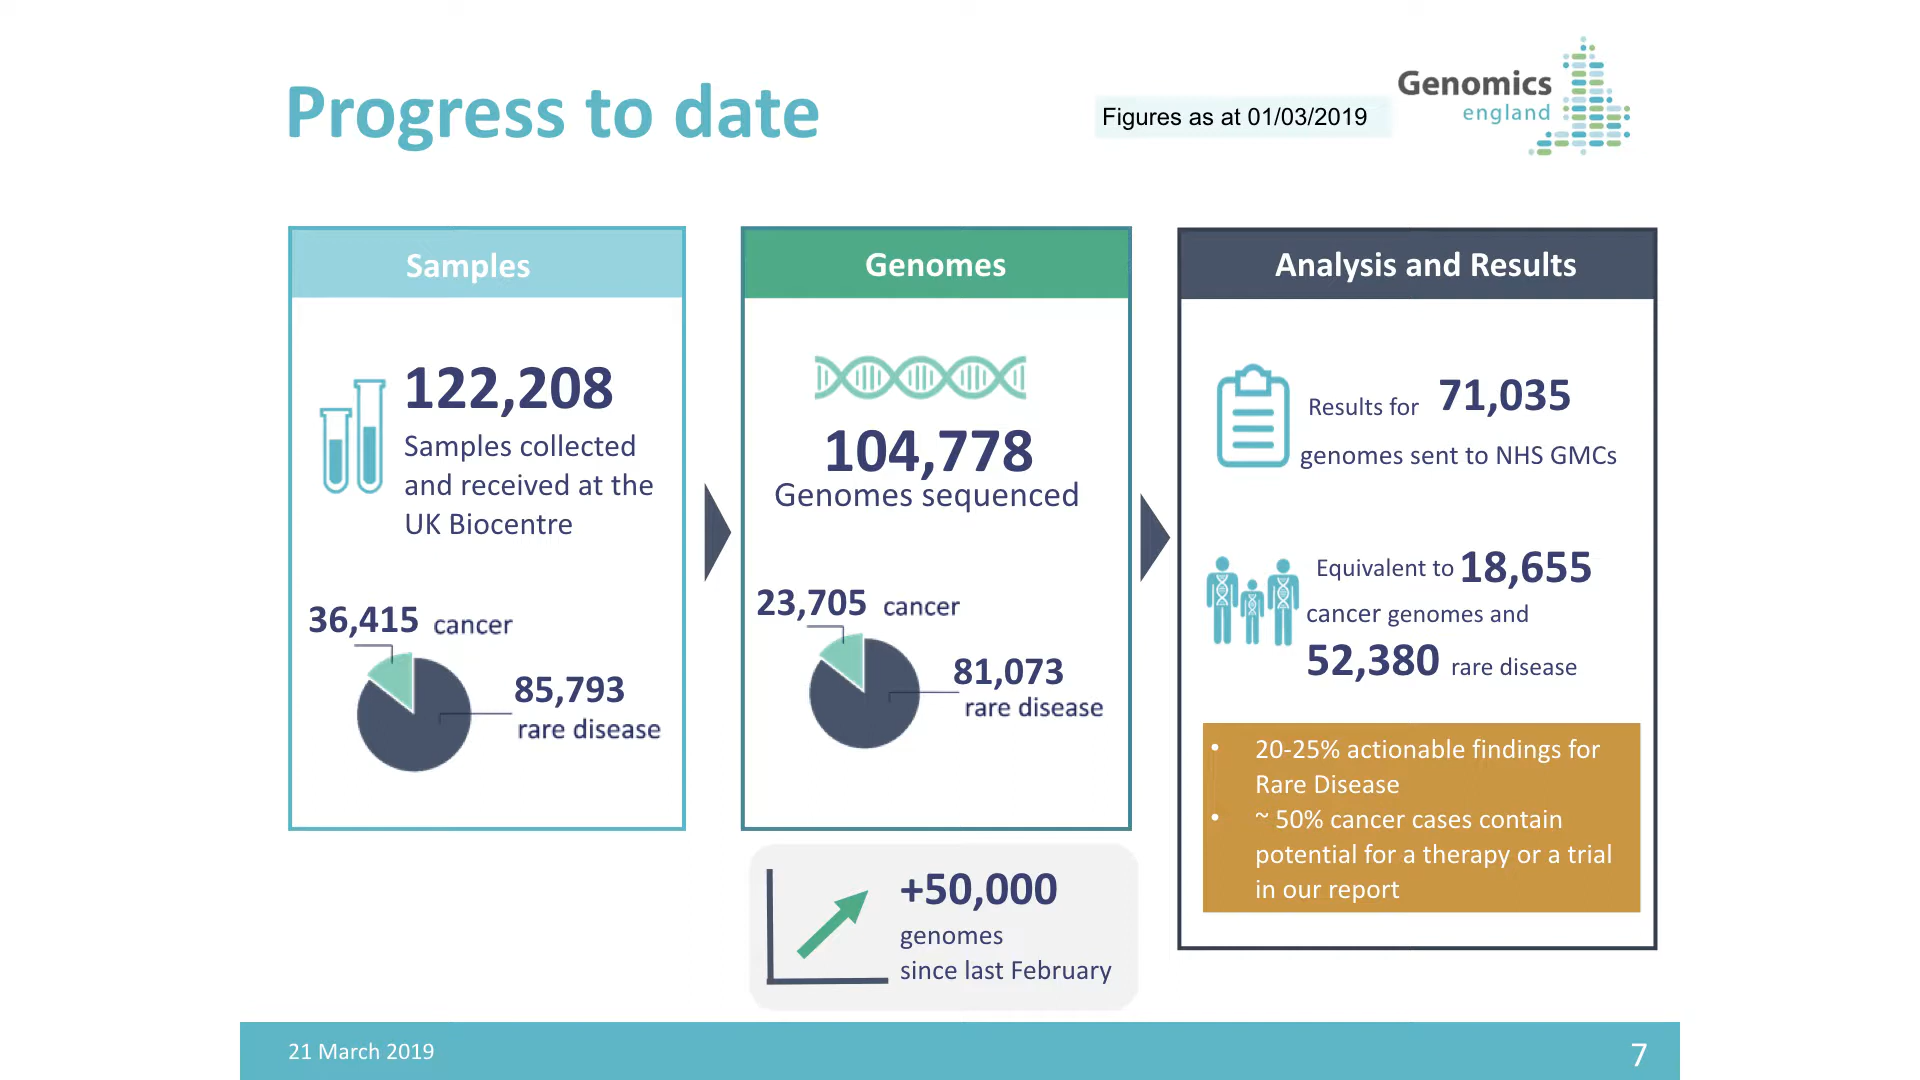 Progress to date
Figures as at 01/03/2019
Genomics
england
Samples
122,208
Samples collected
and received at the
UK Biocentre
36,415 cancer
85,793
rare disease
Genomes
104,778
Genomes sequenced
23,705 cancer
81,073
rare disease
+50,000
genomes
since last February
Analysis and Results
Results for 71,035
genomes sent to NHS GMCs
Equivalent to 18,655
cancer genomes and
52,380 rare disease
• 20-25% actionable findings for
Rare Disease
• ~ 50% cancer cases contain
potential for a therapy or a trial
in our report
21 March 2019
7